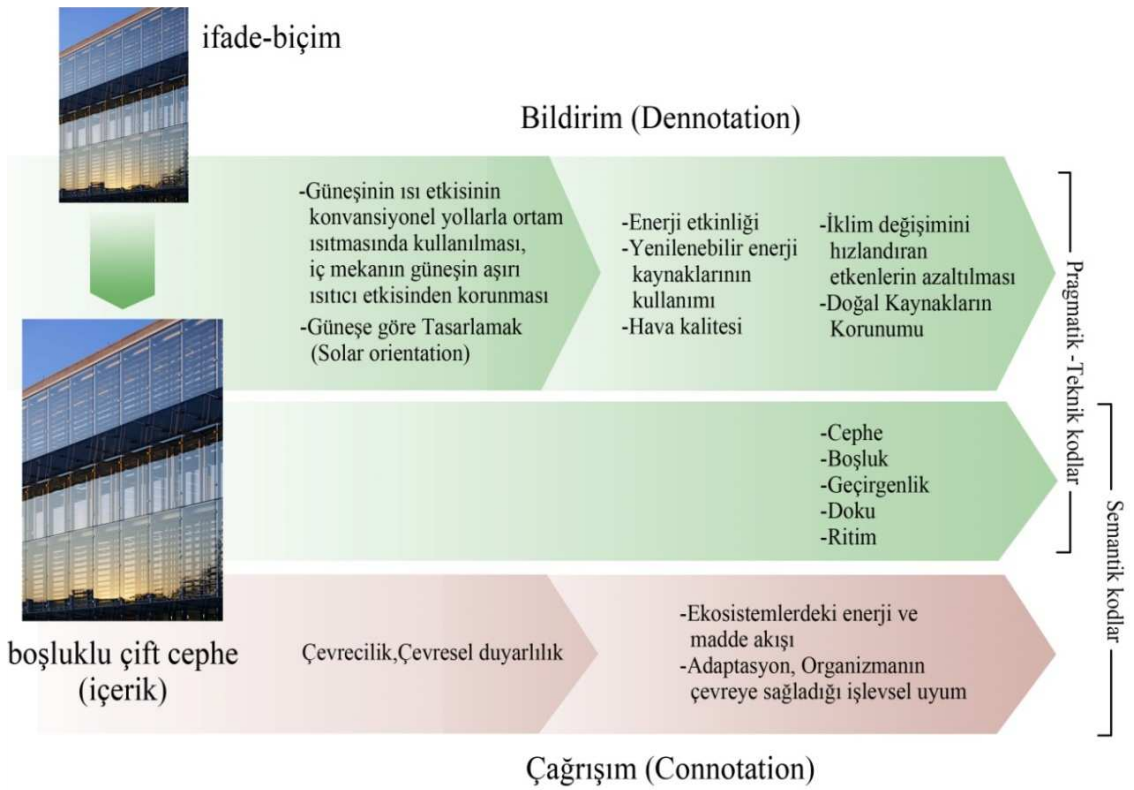 ifade-biçim
Bildirim (Dennotation)
-Güneşinin ısı etkisinin
konvansiyonel yollarla ortam
ısıtmasında kullanılması,
iç mekanın güneşin aşırı
ısıtıcı etkisinden korunması
-Güneşe göre Tasarlamak
(Solar orientation)
-Enerji etkinliği
-Yenilenebilir enerji
kaynaklarının
kullanımı
-Hava kalitesi
-İklim değişimini
hızlandıran
etkenlerin azaltılması
-Doğal Kaynakların
Korunumu
Pragmatik -Teknik kodlar
-Cephe
-Boşluk
-Geçirgenlik
-Doku
-Ritim
Semantik kodlar
boşluklu çift cephe
(içerik)
Çevrecilik,Çevresel duyarlılık
-Ekosistemlerdeki enerji ve
madde akışı
-Adaptasyon, Organizmanın
çevreye sağladığı işlevsel uyum
Çağrışım (Connotation)